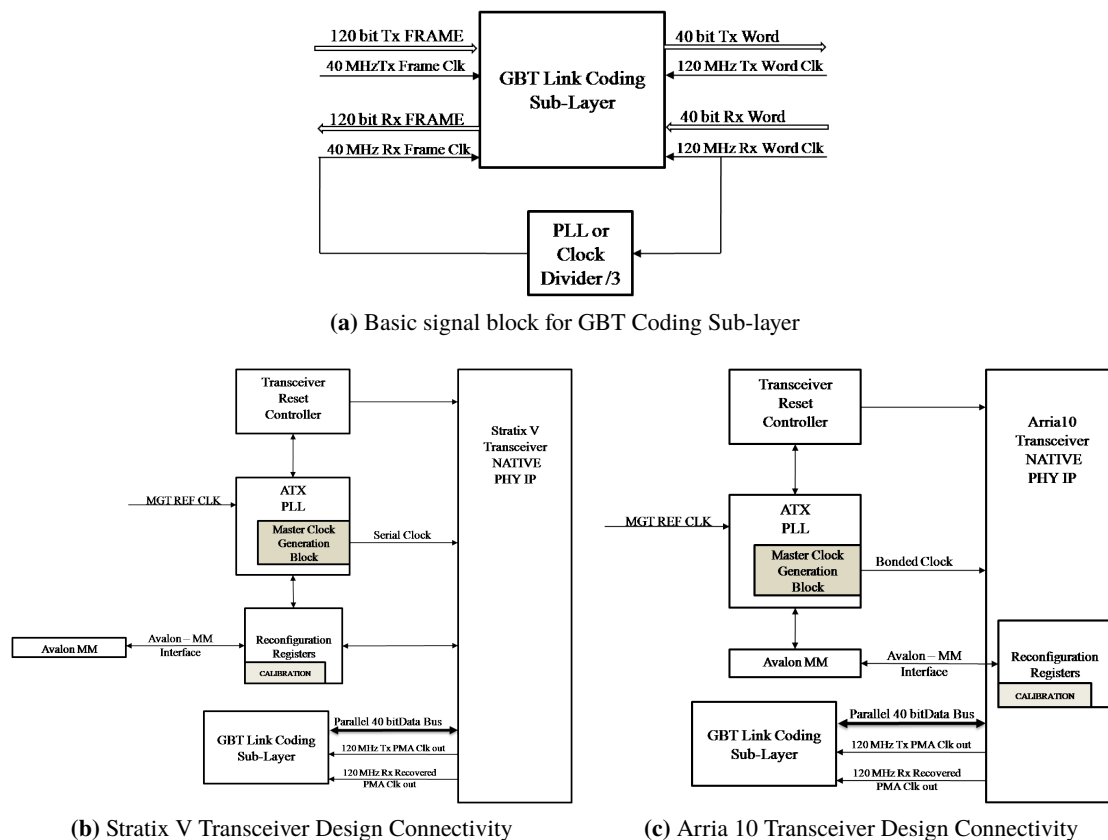 120 bit Tx FRAME
40 MHzTx Frame Clk
120 bit Rx FRAME
40 MHz Rx Frame Clk
GBT Link Coding
Sub-Layer
40 bit Tx Word
120 MHz Tx Word Clk
40 bit Rx Word
120 MHz Rx Word Clk
PLL or
Clock
Divider /3
(a) Basic signal block for GBT Coding Sub-layer
Transceiver
Reset
Controller
Stratix V
Transceiver
NATIVE
PHY IP
MGT REF CLK
ATX
PLL
Master Clock
Generation
Block
Serial Clock
Avalon MM
Avalon – MM
Interface
Reconfiguration
Registers
CALIBRATION
GBT Link Coding
Sub-Layer
Parallel 40 bitData Bus
120 MHz Tx PMA Clk out
120 MHz Rx Recovered
PMA Clk out
(b) Stratix V Transceiver Design Connectivity
Transceiver
Reset
Controller
Arria10
Transceiver
NATIVE
PHY IP
MGT REF CLK
ATX
PLL
Master Clock
Generation
Block
Bonded Clock
Avalon MM
Avalon – MM
Interface
Reconfiguration
Registers
CALIBRATION
GBT Link Coding
Sub-Layer
Parallel 40 bitData Bus
120 MHz Tx PMA Clk out
120 MHz Rx Recovered
PMA Clk out
(c) Arria 10 Transceiver Design Connectivity